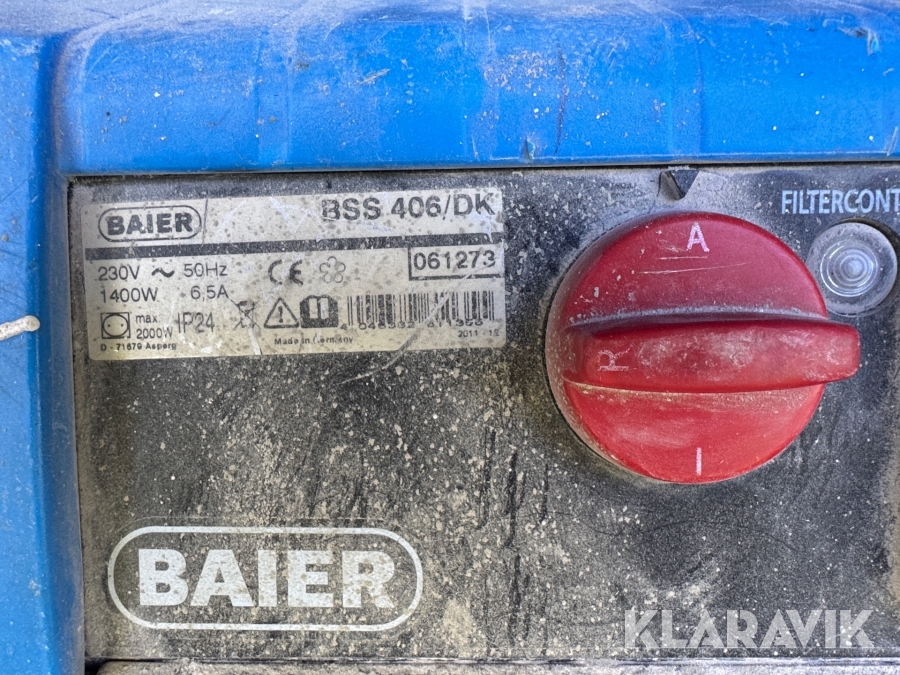 BAIER
BSS 406/DK
230V ~ 50Hz
CE
061273
1400W 6,5A
max
2000W
IP24
D - 71679 Asperg
Made in Germany
FILTERCONT
A
R
I
BAIER
KLARAVIK